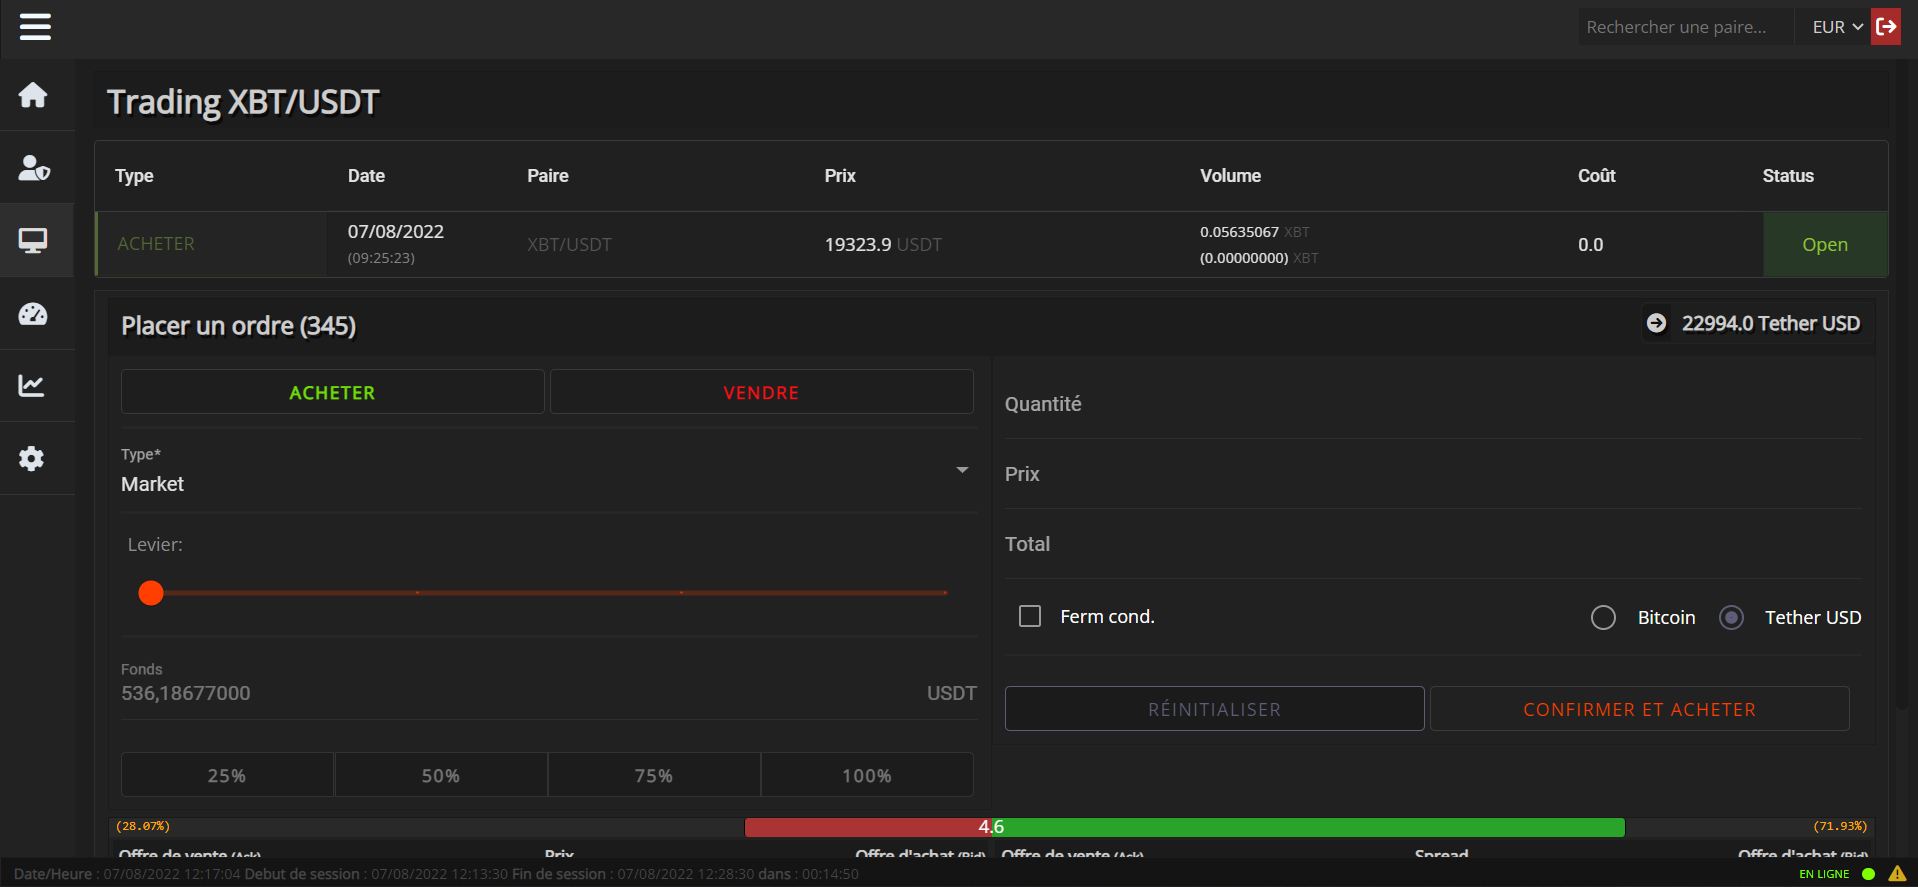 Rechercher une paire... EUR
Trading XBT/USDT
Type Date Paire Prix Volume Coût Status
ACHETER 07/08/2022 (09:25:23) XBT/USDT 19323.9 USDT 0.05635067 XBT (0.00000000) XBT 0.0 Open
Placer un ordre (345) 22994.0 Tether USD
ACHETER VENDRE
Quantité
Type*
Market
Prix
Levier:
Total
Ferm cond. Bitcoin Tether USD
Fonds
536,18677000 USDT
RÉINITIALISER CONFIRMER ET ACHETER
25% 50% 75% 100%
(28.07%) 4.6 (71.93%)
Offre de vente (Ask) Prix Offre d'achat (Bid) Offre de vente (Ask) Spread Offre d'achat (Bid)
Date/Heure : 07/08/2022 12:17:04 Debut de session : 07/08/2022 12:13:30 Fin de session : 07/08/2022 12:28:30 dans : 00:14:50 EN LIGNE